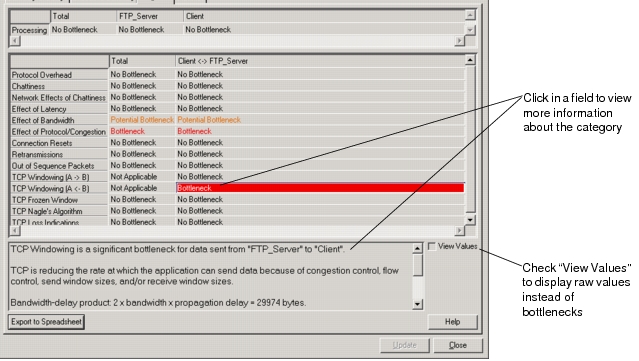 Total FTP_Server Client
Processing No Bottleneck No Bottleneck No Bottleneck
Total Client <-> FTP_Server
Protocol Overhead No Bottleneck No Bottleneck
Chattiness No Bottleneck No Bottleneck
Network Effects of Chattiness No Bottleneck No Bottleneck
Effect of Latency No Bottleneck No Bottleneck
Effect of Bandwidth Potential Bottleneck Potential Bottleneck
Effect of Protocol/Congestion Bottleneck Bottleneck
Connection Resets No Bottleneck No Bottleneck
Retransmissions No Bottleneck No Bottleneck
Out of Sequence Packets No Bottleneck No Bottleneck
TCP Windowing (A -> B) Not Applicable No Bottleneck
TCP Windowing (A <- B) Not Applicable Bottleneck
TCP Frozen Window No Bottleneck No Bottleneck
TCP Nagle's Algorithm No Bottleneck No Bottleneck
TCP Loss Indications No Bottleneck No Bottleneck
TCP Windowing is a significant bottleneck for data sent from "FTP_Server" to "Client".
TCP is reducing the rate at which the application can send data because of congestion control, flow
control, send window sizes, and/or receive window sizes.
Bandwidth-delay product: 2 x bandwidth x propagation delay = 29974 bytes.
View Values
Export to Spreadsheet Help
Update Close
Click in a field to view
more information
about the category
Check "View Values"
to display raw values
instead of
bottlenecks